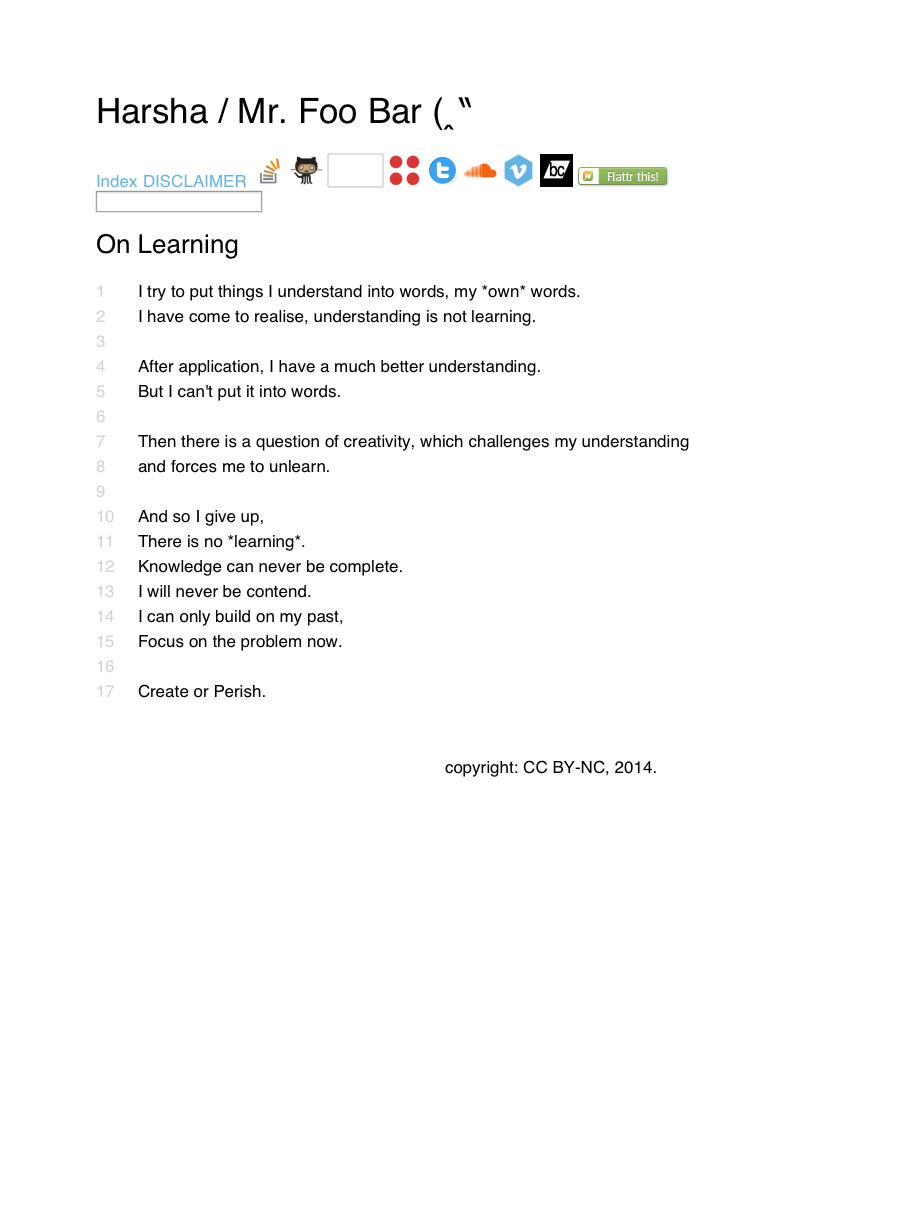 Harsha / Mr. Foo Bar (‸‶
Index DISCLAIMER
bc
Flattr this!
On Learning
1 I try to put things I understand into words, my *own* words.
2 I have come to realise, understanding is not learning.
3
4 After application, I have a much better understanding.
5 But I can't put it into words.
6
7 Then there is a question of creativity, which challenges my understanding
8 and forces me to unlearn.
9
10 And so I give up,
11 There is no *learning*.
12 Knowledge can never be complete.
13 I will never be contend.
14 I can only build on my past,
15 Focus on the problem now.
16
17 Create or Perish.
copyright: CC BY-NC, 2014.